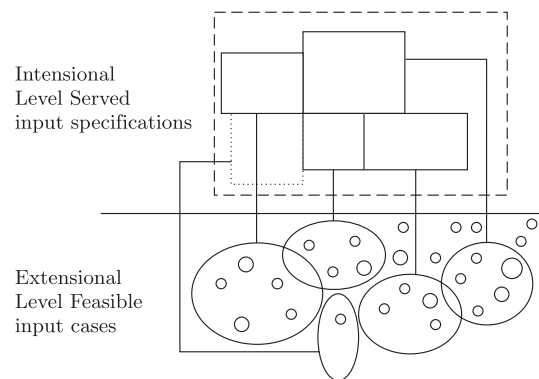 Intensional
Level Served
input specifications
Extensional
Level Feasible
input cases